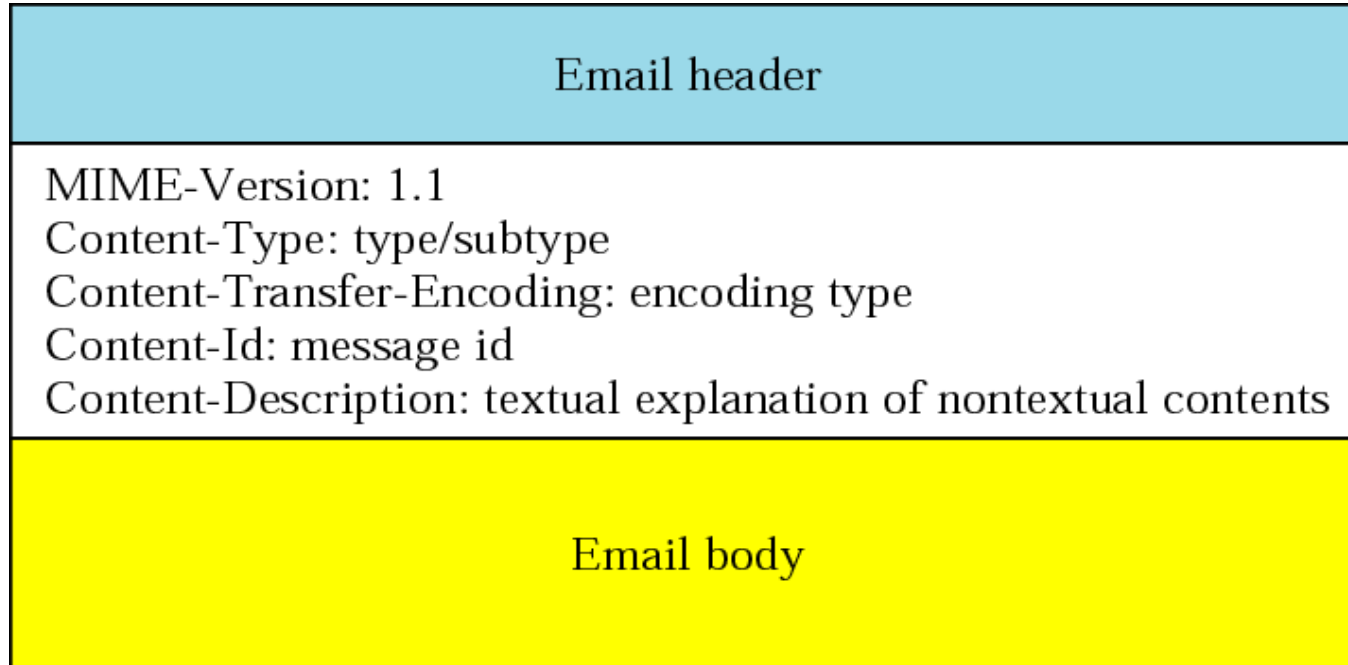 Email header
MIME-Version: 1.1
Content-Type: type/subtype
Content-Transfer-Encoding: encoding type
Content-Id: message id
Content-Description: textual explanation of nontextual contents
Email body